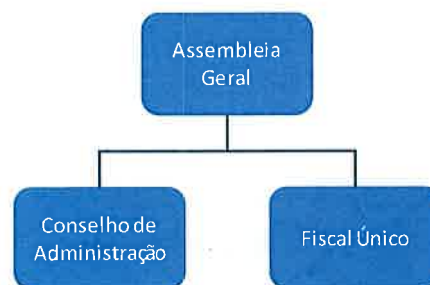 Assembleia
Geral
Conselho de
Administração
Fiscal Único